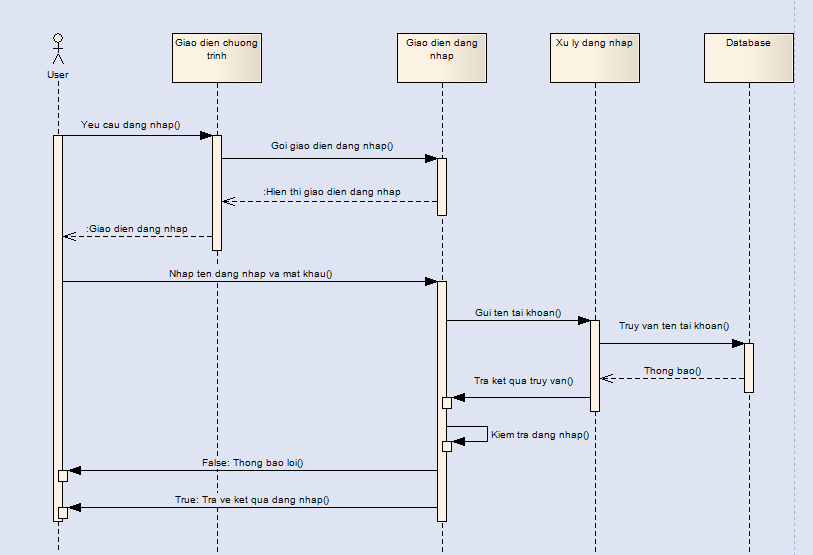 Giao dien chuong
trinh
Giao dien dang
nhap
Xu ly dang nhap
Database
User
Yeu cau dang nhap()
Goi giao dien dang nhap()
:Hien thi giao dien dang nhap
:Giao dien dang nhap
Nhap ten dang nhap va mat khau()
Gui ten tai khoan()
Truy van ten tai khoan()
Thong bao()
Tra ket qua truy van()
Kiem tra dang nhap()
False: Thong bao loi()
True: Tra ve ket qua dang nhap()